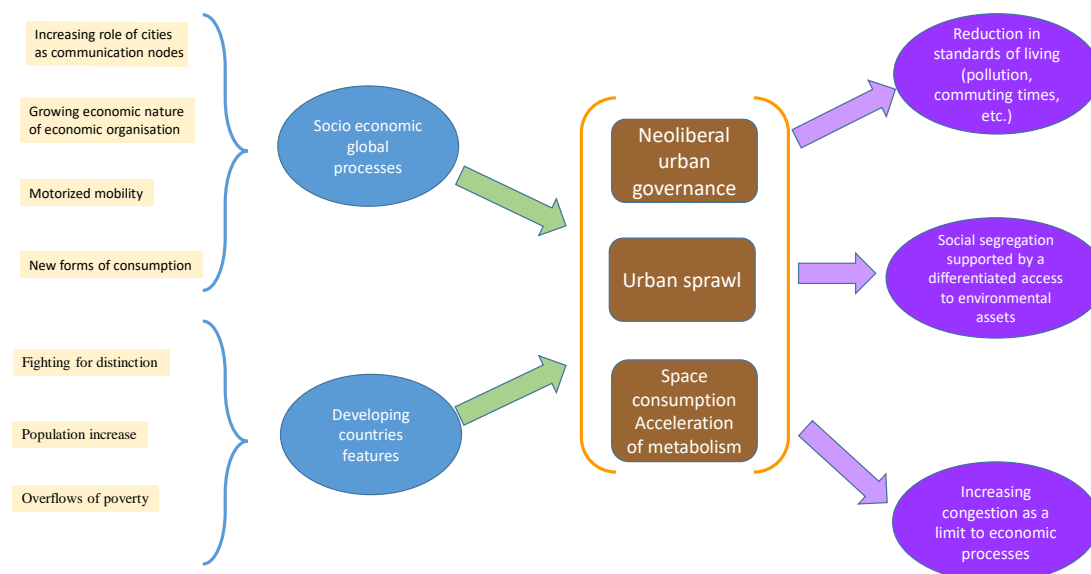 Increasing role of cities
as communication nodes
Growing economic nature
of economic organisation
Motorized mobility
New forms of consumption
Fighting for distinction
Population increase
Overflows of poverty
Socio economic
global
processes
Developing
countries
features
Neoliberal
urban
governance
Urban sprawl
Space
consumption
Acceleration
of metabolism
Reduction in
standards of living
(pollution,
commuting times,
etc.)
Social segregation
supported by a
differentiated access
to environmental
assets
Increasing
congestion as a
limit to economic
processes